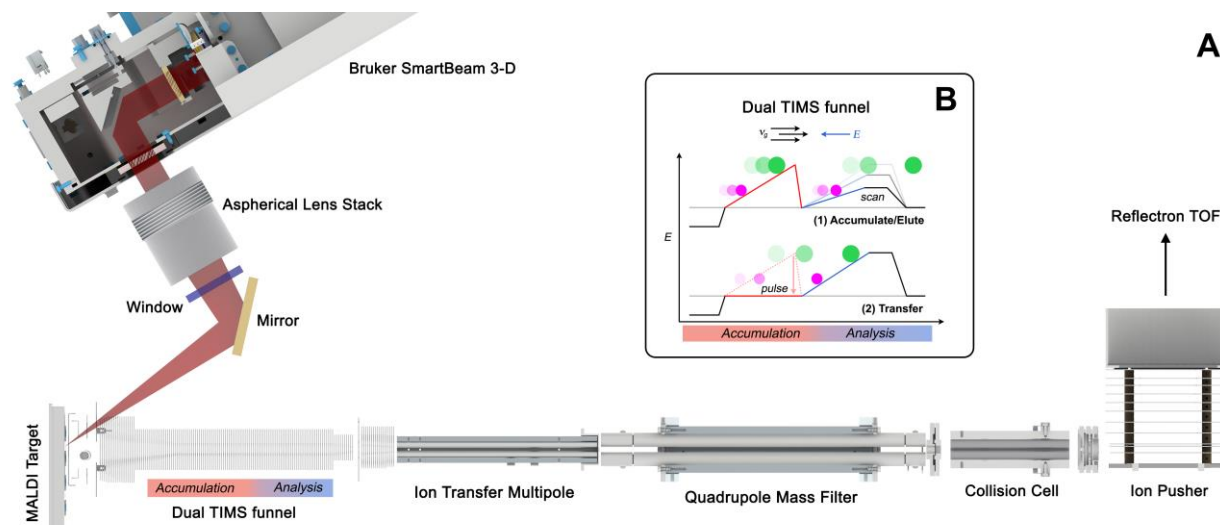 A
Bruker SmartBeam 3-D
Aspherical Lens Stack
Window
Mirror
B
Dual TIMS funnel
vg
E
scan
(1) Accumulate/Elute
E
pulse
(2) Transfer
Accumulation
Analysis
Reflectron TOF
MALDI Target
Accumulation
Analysis
Dual TIMS funnel
Ion Transfer Multipole
Quadrupole Mass Filter
Collision Cell
Ion Pusher